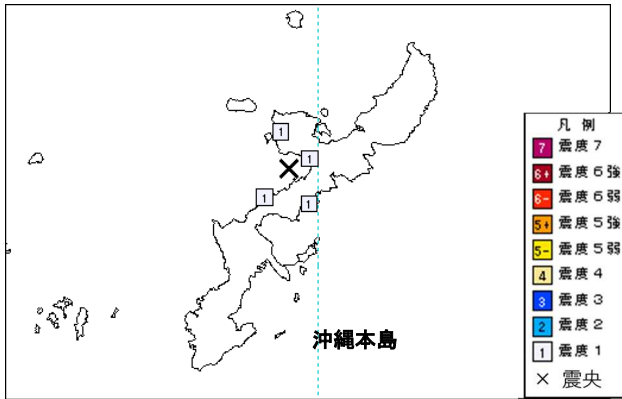 1
1
1
1
沖縄本島
凡 例
7 震度7
6+ 震度6強
6- 震度6弱
5+ 震度5強
5- 震度5弱
4 震度4
3 震度3
2 震度2
1 震度1
× 震央